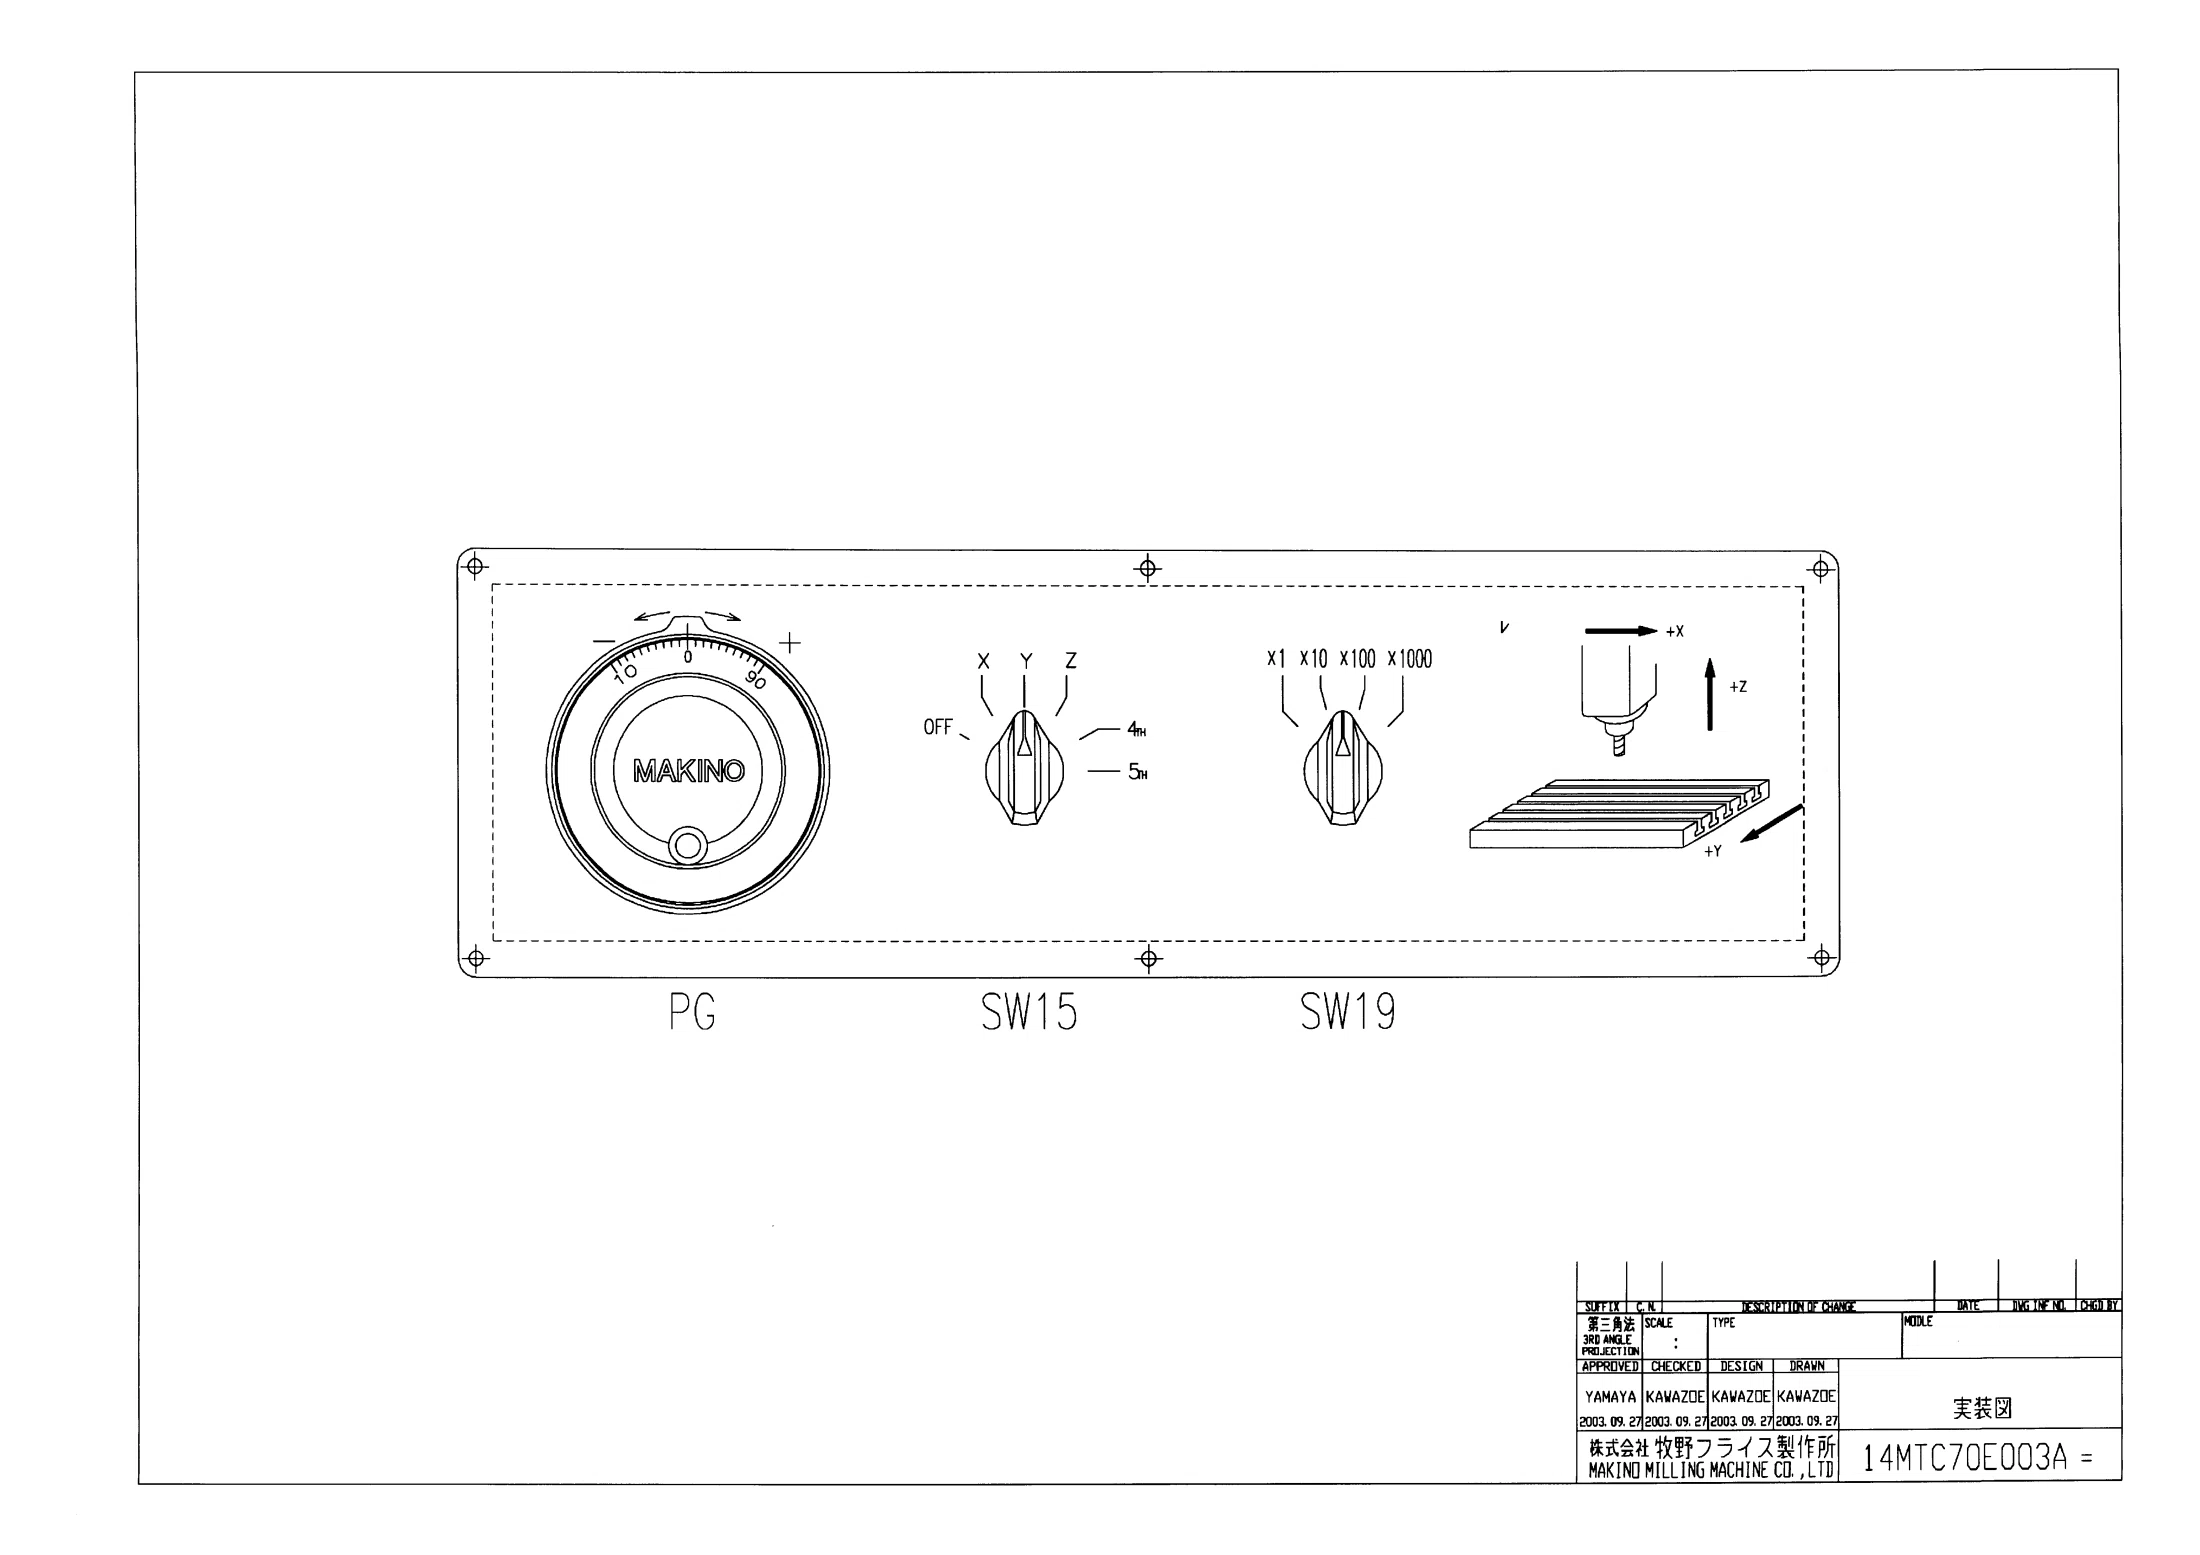 − +
0
10 90
MAKINO
X Y Z
OFF
4TH
5TH
X1 X10 X100 X1000
V
+X
+Z
+Y
PG SW15 SW19
SUFFIX C.N. DESCRIPTION OF CHANGE DATE DWG INF NO. CHGD BY
第三角法 SCALE TYPE MODLE
3RD ANGLE :
PROJECTION
APPROVED CHECKED DESIGN DRAWN
YAMAYA KAWAZOE KAWAZOE KAWAZOE
2003.09.27 2003.09.27 2003.09.27 2003.09.27
実装図
株式会社 牧野フライス製作所
MAKINO MILLING MACHINE CO.,LTD
14MTC70E003A =